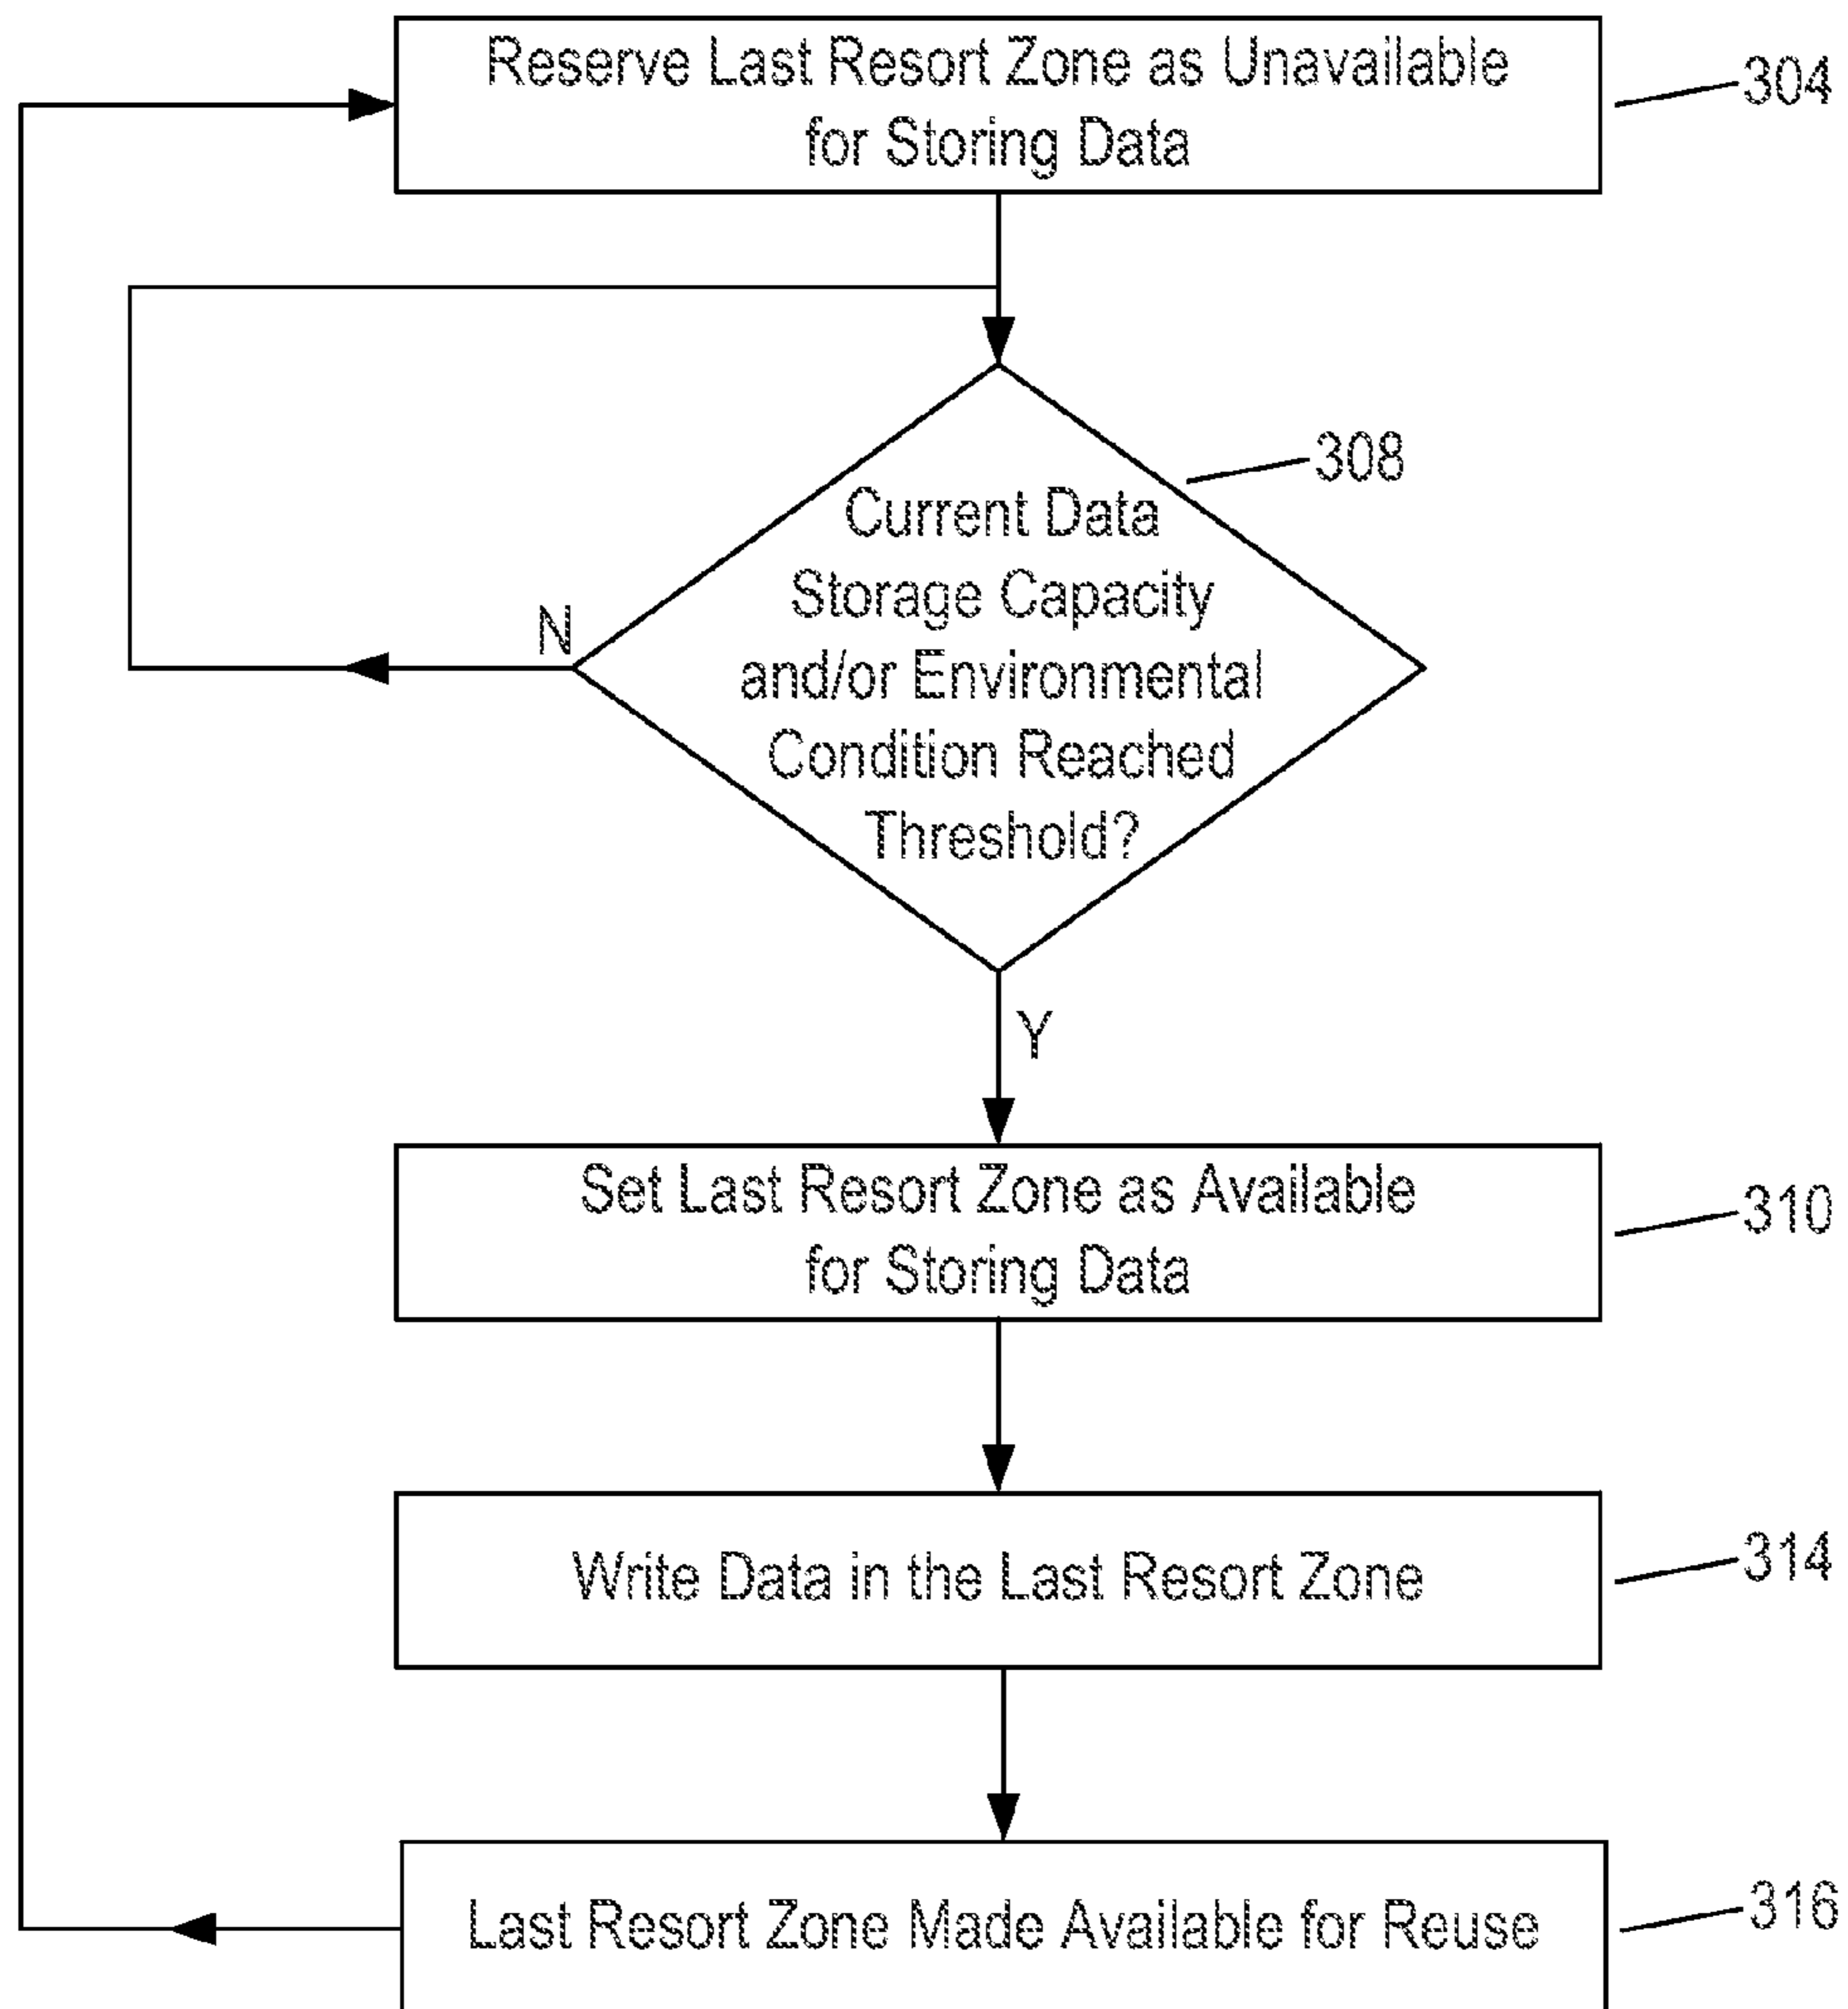 Reserve Last Resort Zone as Unavailable
for Storing Data
304
308
Current Data
Storage Capacity
and/or Environmental
Condition Reached
Threshold?
N
Y
Set Last Resort Zone as Available
for Storing Data
310
Write Data in the Last Resort Zone
314
Last Resort Zone Made Available for Reuse
316